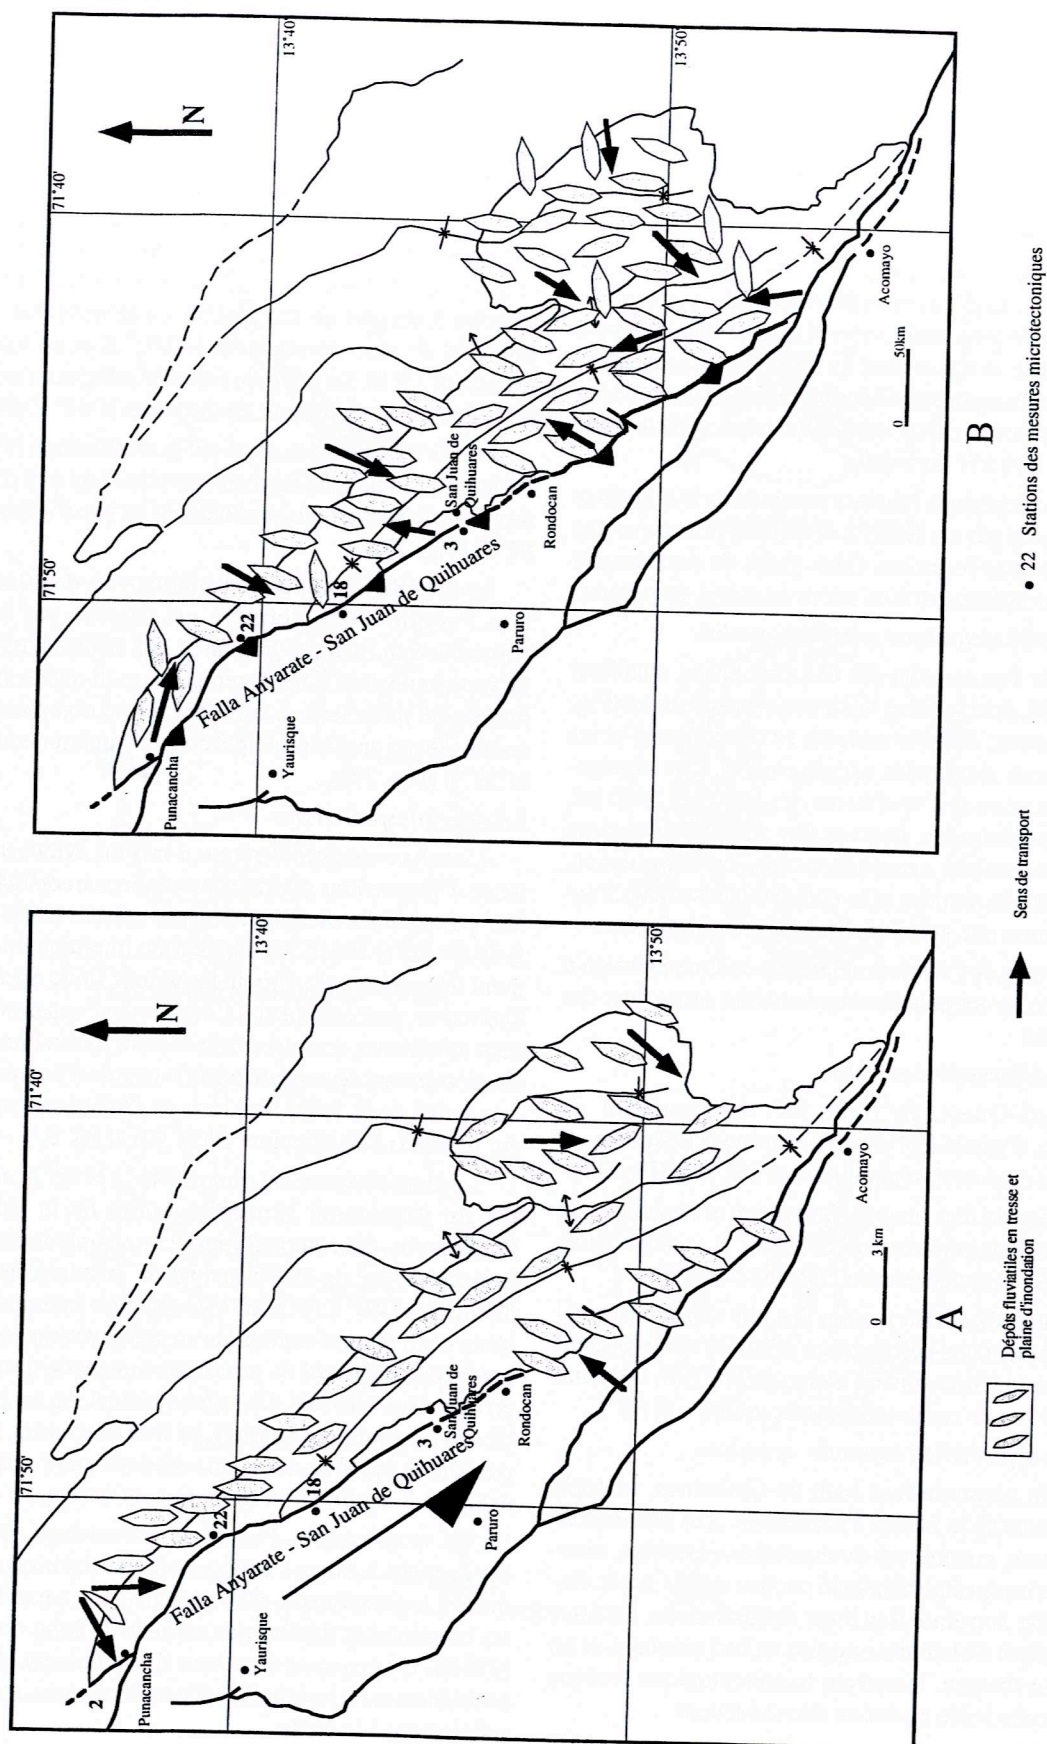 71°50'
71°40'
N
13°40'
13°50'
2
Punacancha
Yaurisque
22
18
3
San Juan de
Quihuares
Falla Anyarate - San Juan de Quihuares
Rondocan
Paruro
Acomayo
0 3 km
A
71°50'
71°40'
N
13°40'
13°50'
Punacancha
Yaurisque
22
18
3
San Juan de
Quihuares
Falla Anyarate - San Juan de Quihuares
Rondocan
Paruro
Acomayo
0 50km
B
Dépôts fluviatiles en tresse et
plaine d'inondation
Sens de transport
22 Stations des mesures microtectoniques